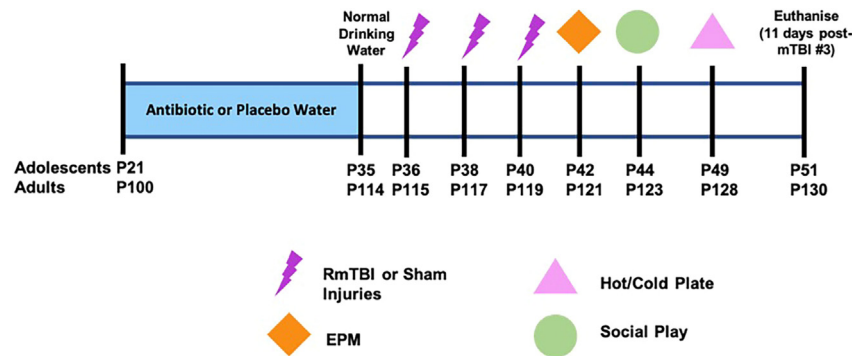 Normal
Drinking
Water
Euthanise
(11 days post-
mTBI #3)
Antibiotic or Placebo Water
Adolescents P21 P35 P36 P38 P40 P42 P44 P49 P51
Adults P100 P114 P115 P117 P119 P121 P123 P128 P130
RmTBI or Sham
Injuries
Hot/Cold Plate
EPM
Social Play